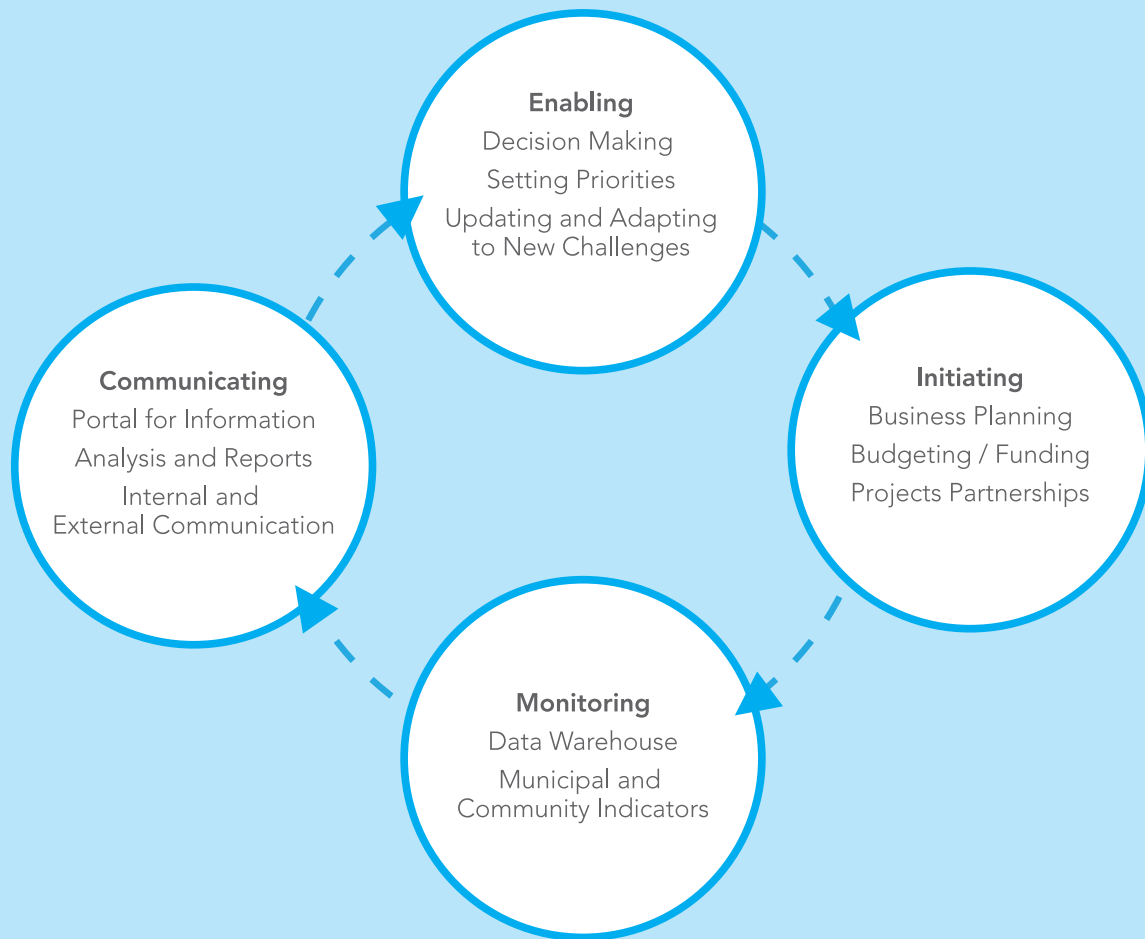 Enabling
Decision Making
Setting Priorities
Updating and Adapting
to New Challenges
Communicating
Portal for Information
Analysis and Reports
Internal and
External Communication
Initiating
Business Planning
Budgeting / Funding
Projects Partnerships
Monitoring
Data Warehouse
Municipal and
Community Indicators